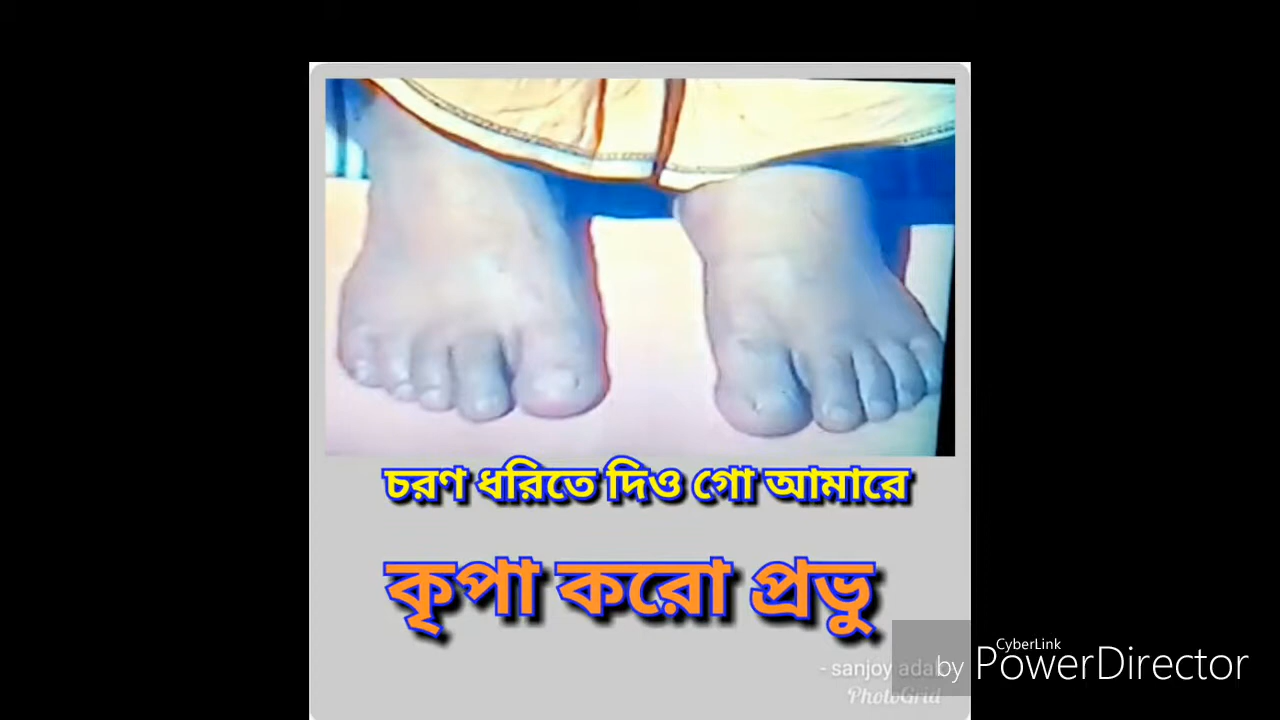 চরণ ধরিতে দিও গো আমারে
কৃপা করো প্রভু
- sanjoy
PhotoGrid
CyberLink
by PowerDirector